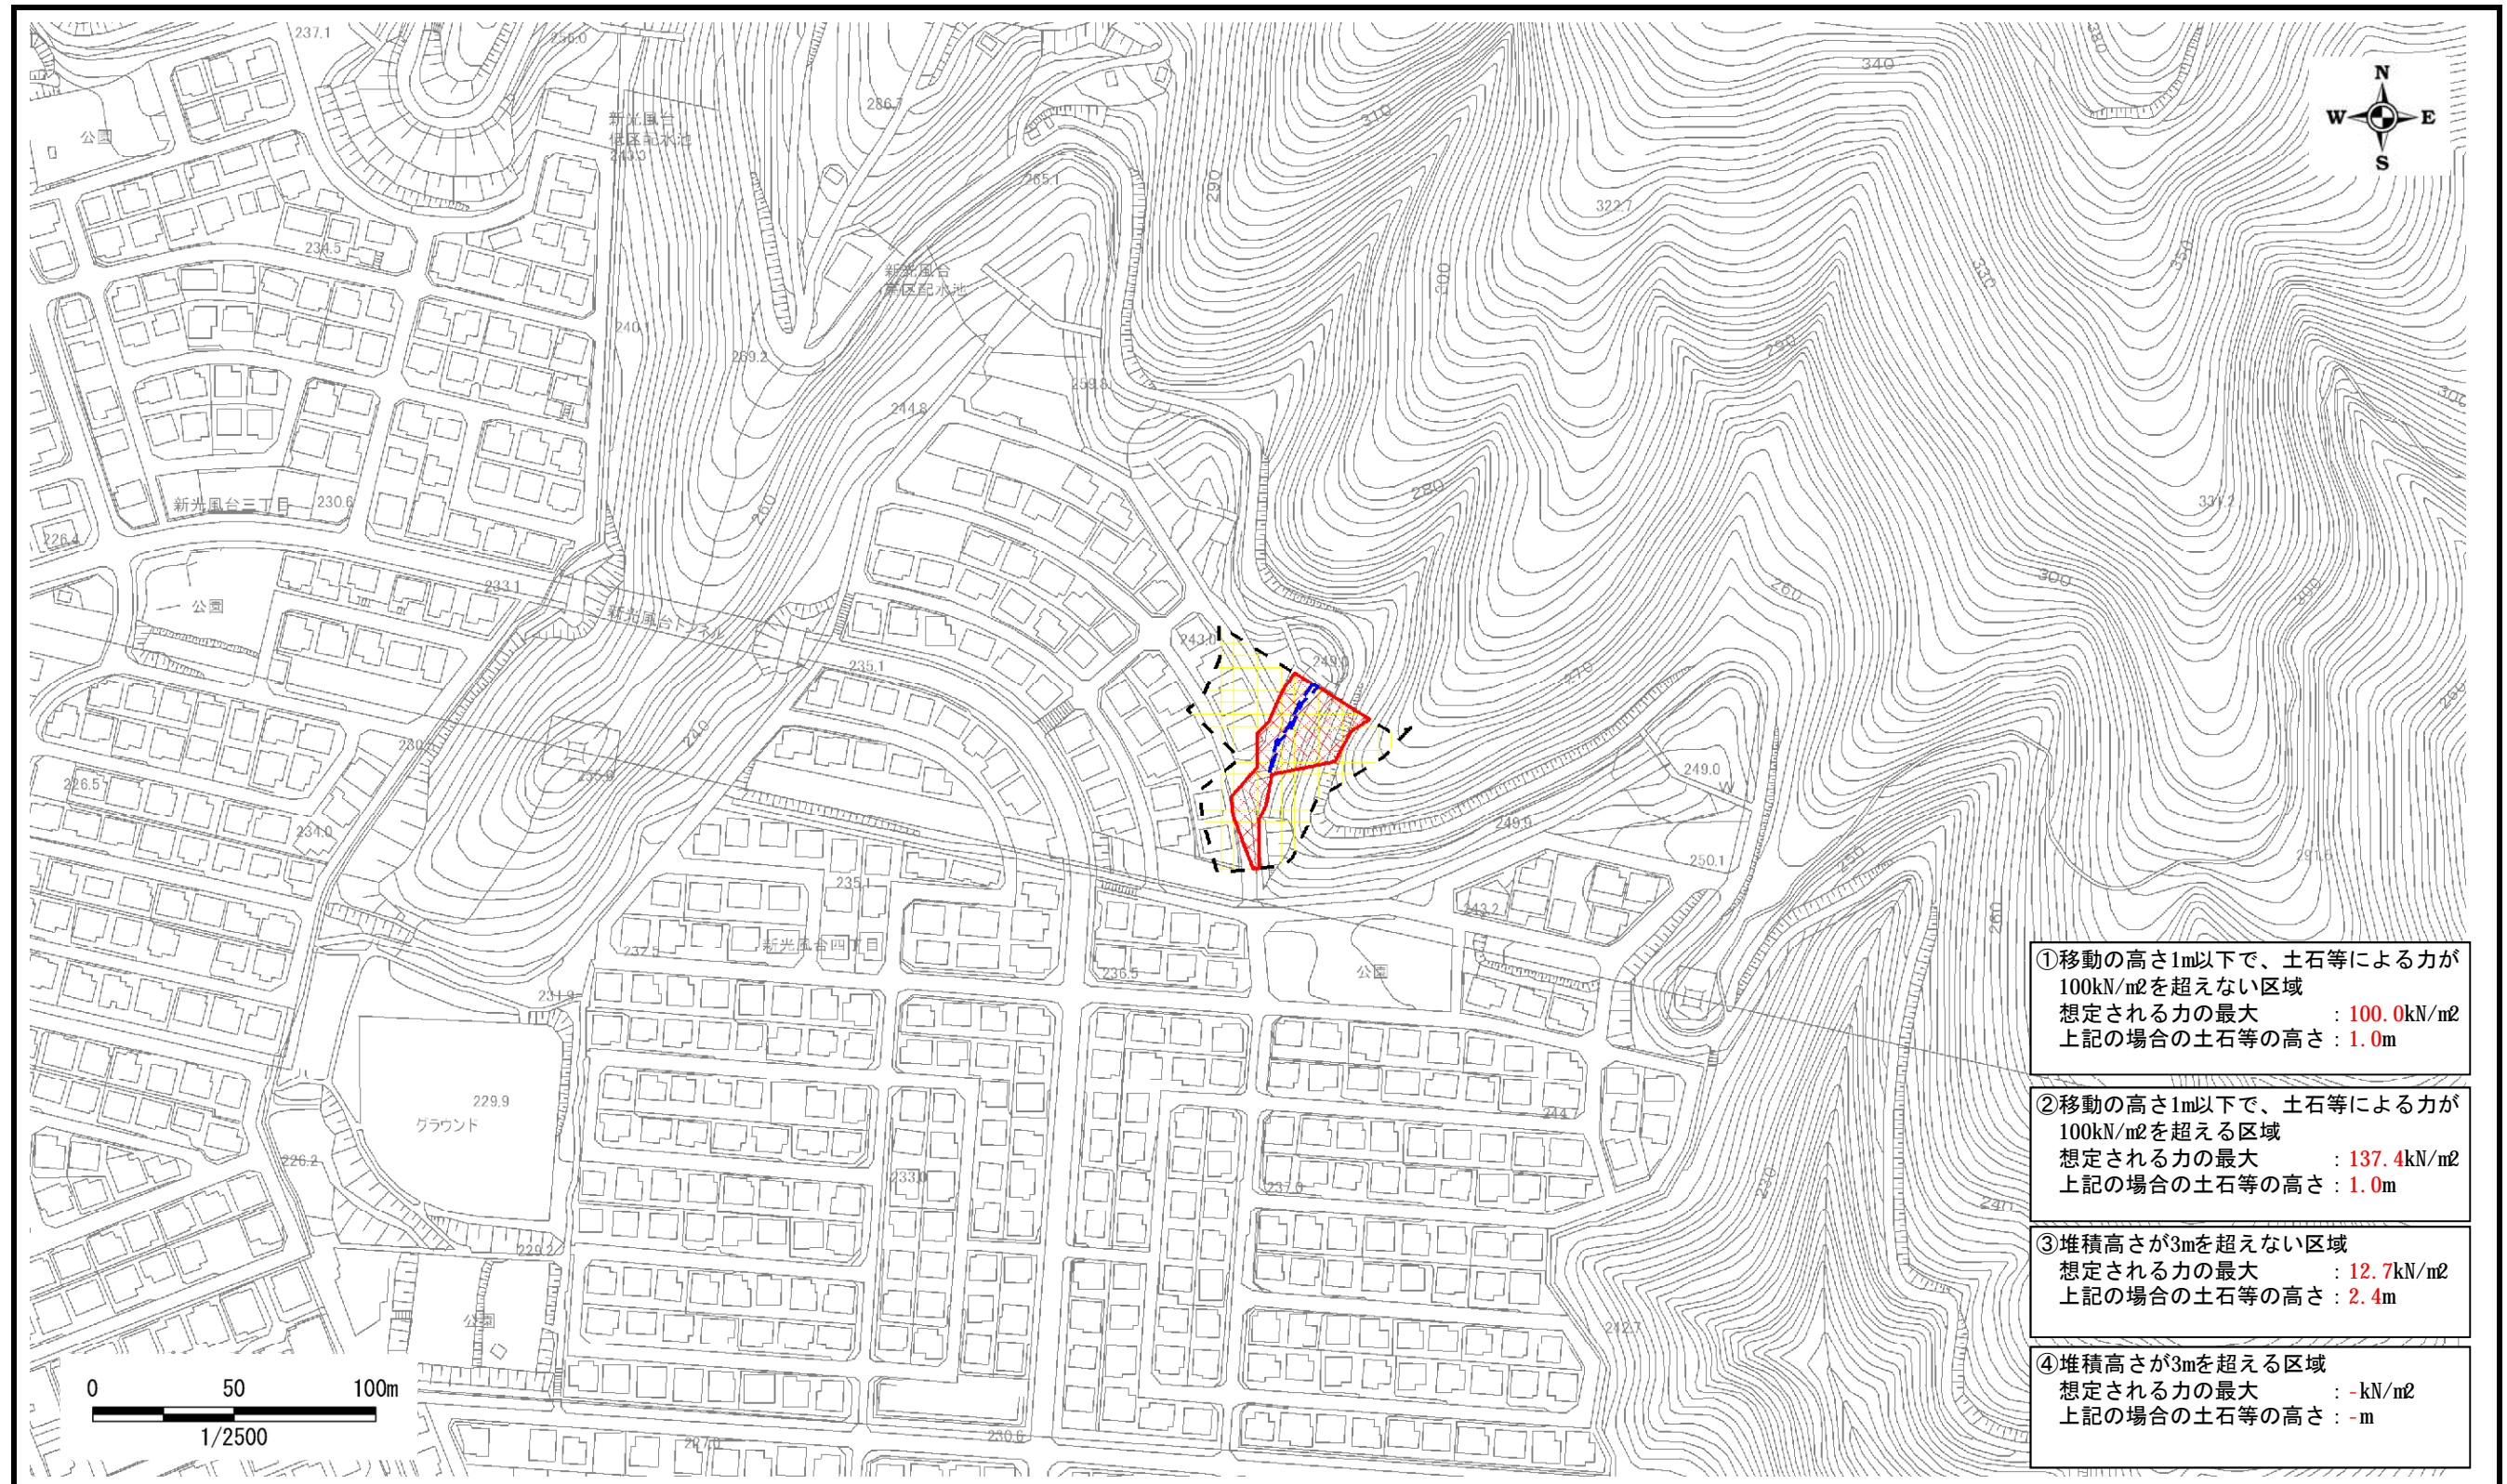 237.1
256.0
286.7
340
380
N
W E
S
公園
新光風台
低区配水池
243.3
310
265.1
290
322.7
234.5
新光風台
高区配水池
200
350
330
240.1
269.2
290
259.8
244.8
300
新光風台三丁目
230.6
260
280
331.2
226.4
233.1
300
260
公園
新光風台トンネル
243.0
235.1
249.0
270
240
230.5
235.6
226.5
249.0
W
234.0
249.9
250.1
250
291.6
235.1
243.2
260
232.5
新光風台四丁目
236.5
公園
231.9
①移動の高さ1m以下で、土石等による力が
100kN/m2を超えない区域
想定される力の最大 : 100.0kN/m2
上記の場合の土石等の高さ : 1.0m
229.9
グラウンド
244.7
②移動の高さ1m以下で、土石等による力が
100kN/m2を超える区域
想定される力の最大 : 137.4kN/m2
上記の場合の土石等の高さ : 1.0m
226.2
233.0
237.0
230
240
229.2
③堆積高さが3mを超えない区域
想定される力の最大 : 12.7kN/m2
上記の場合の土石等の高さ : 2.4m
公園
242.7
④堆積高さが3mを超える区域
想定される力の最大 : -kN/m2
上記の場合の土石等の高さ : -m
0 50 100m
1/2500
227.0
230.6